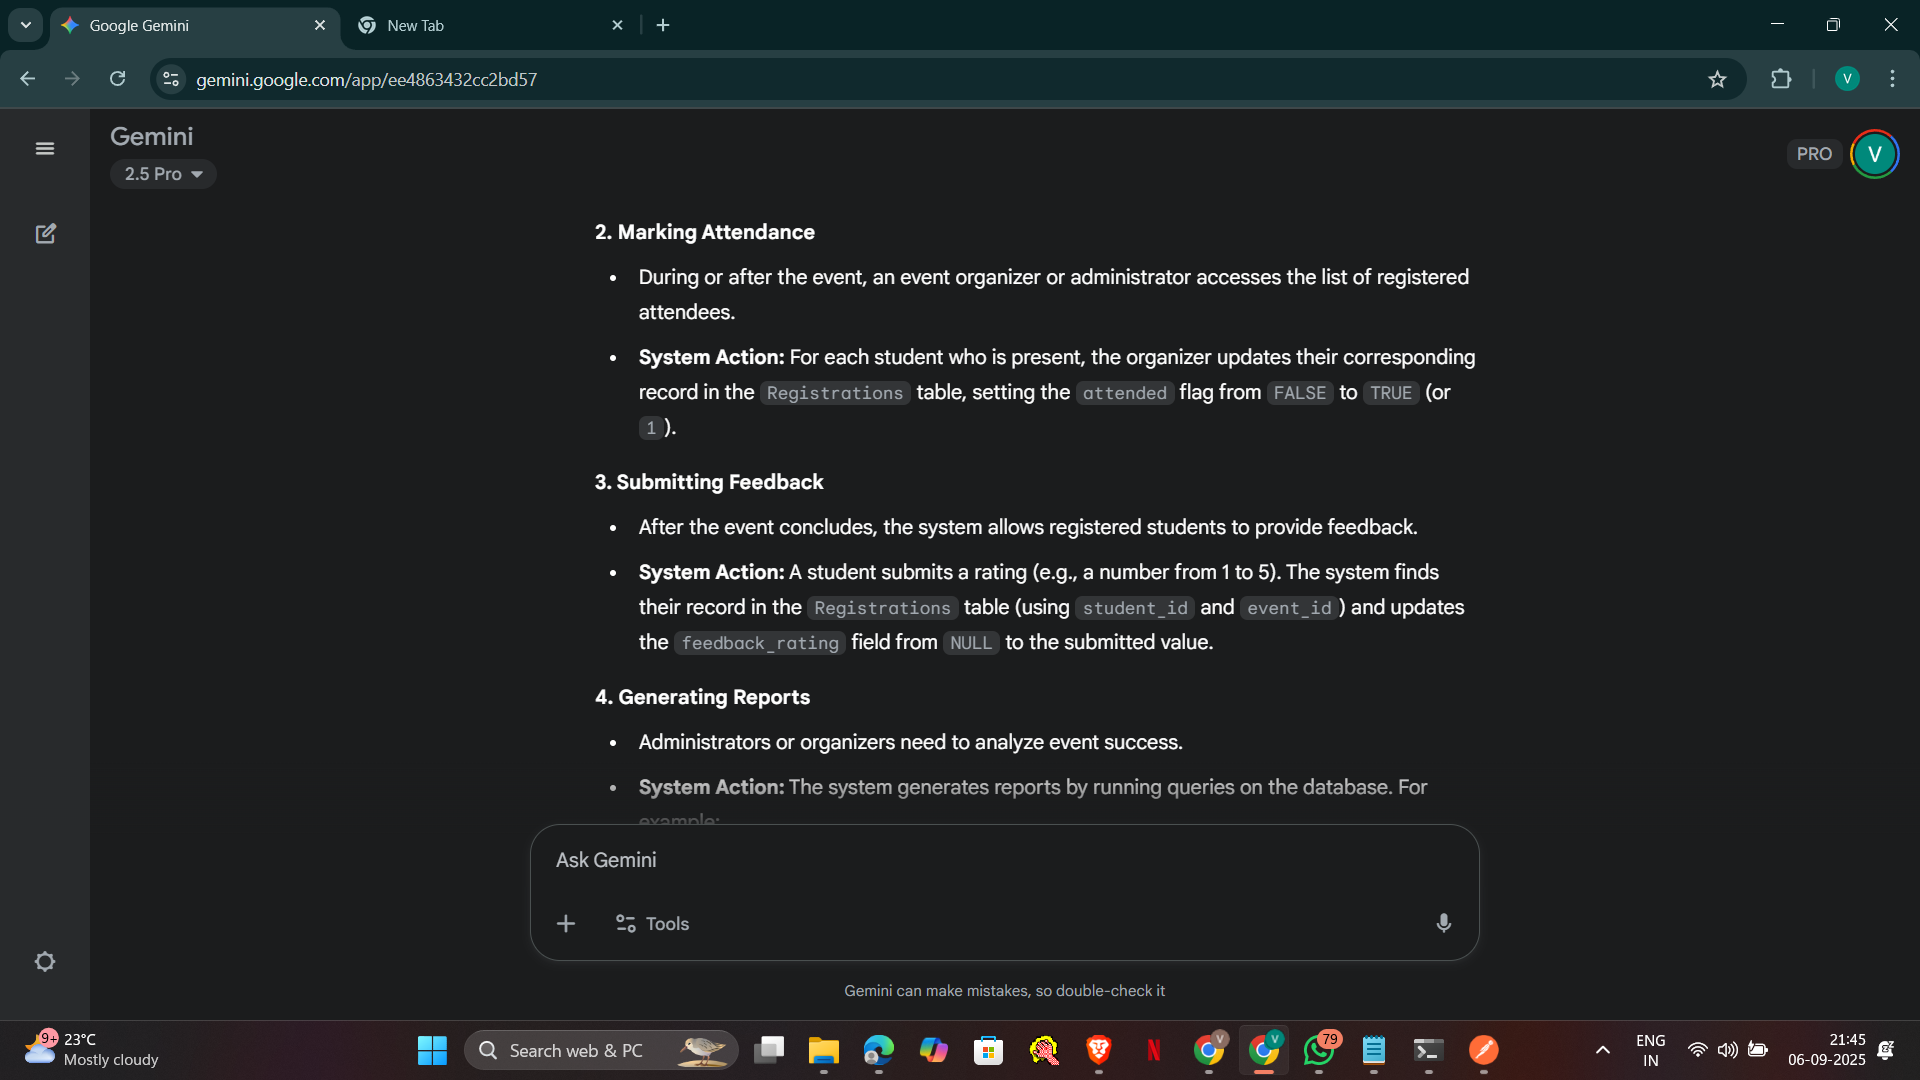 Google Gemini
New Tab
gemini.google.com/app/ee4863432cc2bd57
V
Gemini
2.5 Pro
PRO
V
2. Marking Attendance
During or after the event, an event organizer or administrator accesses the list of registered
attendees.
System Action: For each student who is present, the organizer updates their corresponding
record in the Registrations table, setting the attended flag from FALSE to TRUE (or
1).
3. Submitting Feedback
After the event concludes, the system allows registered students to provide feedback.
System Action: A student submits a rating (e.g., a number from 1 to 5). The system finds
their record in the Registrations table (using student_id and event_id) and updates
the feedback_rating field from NULL to the submitted value.
4. Generating Reports
Administrators or organizers need to analyze event success.
System Action: The system generates reports by running queries on the database. For
example:
Ask Gemini
Tools
Gemini can make mistakes, so double-check it
9+
23°C
Mostly cloudy
Search web & PC
N
V
V
79
ENG
IN
21:45
06-09-2025